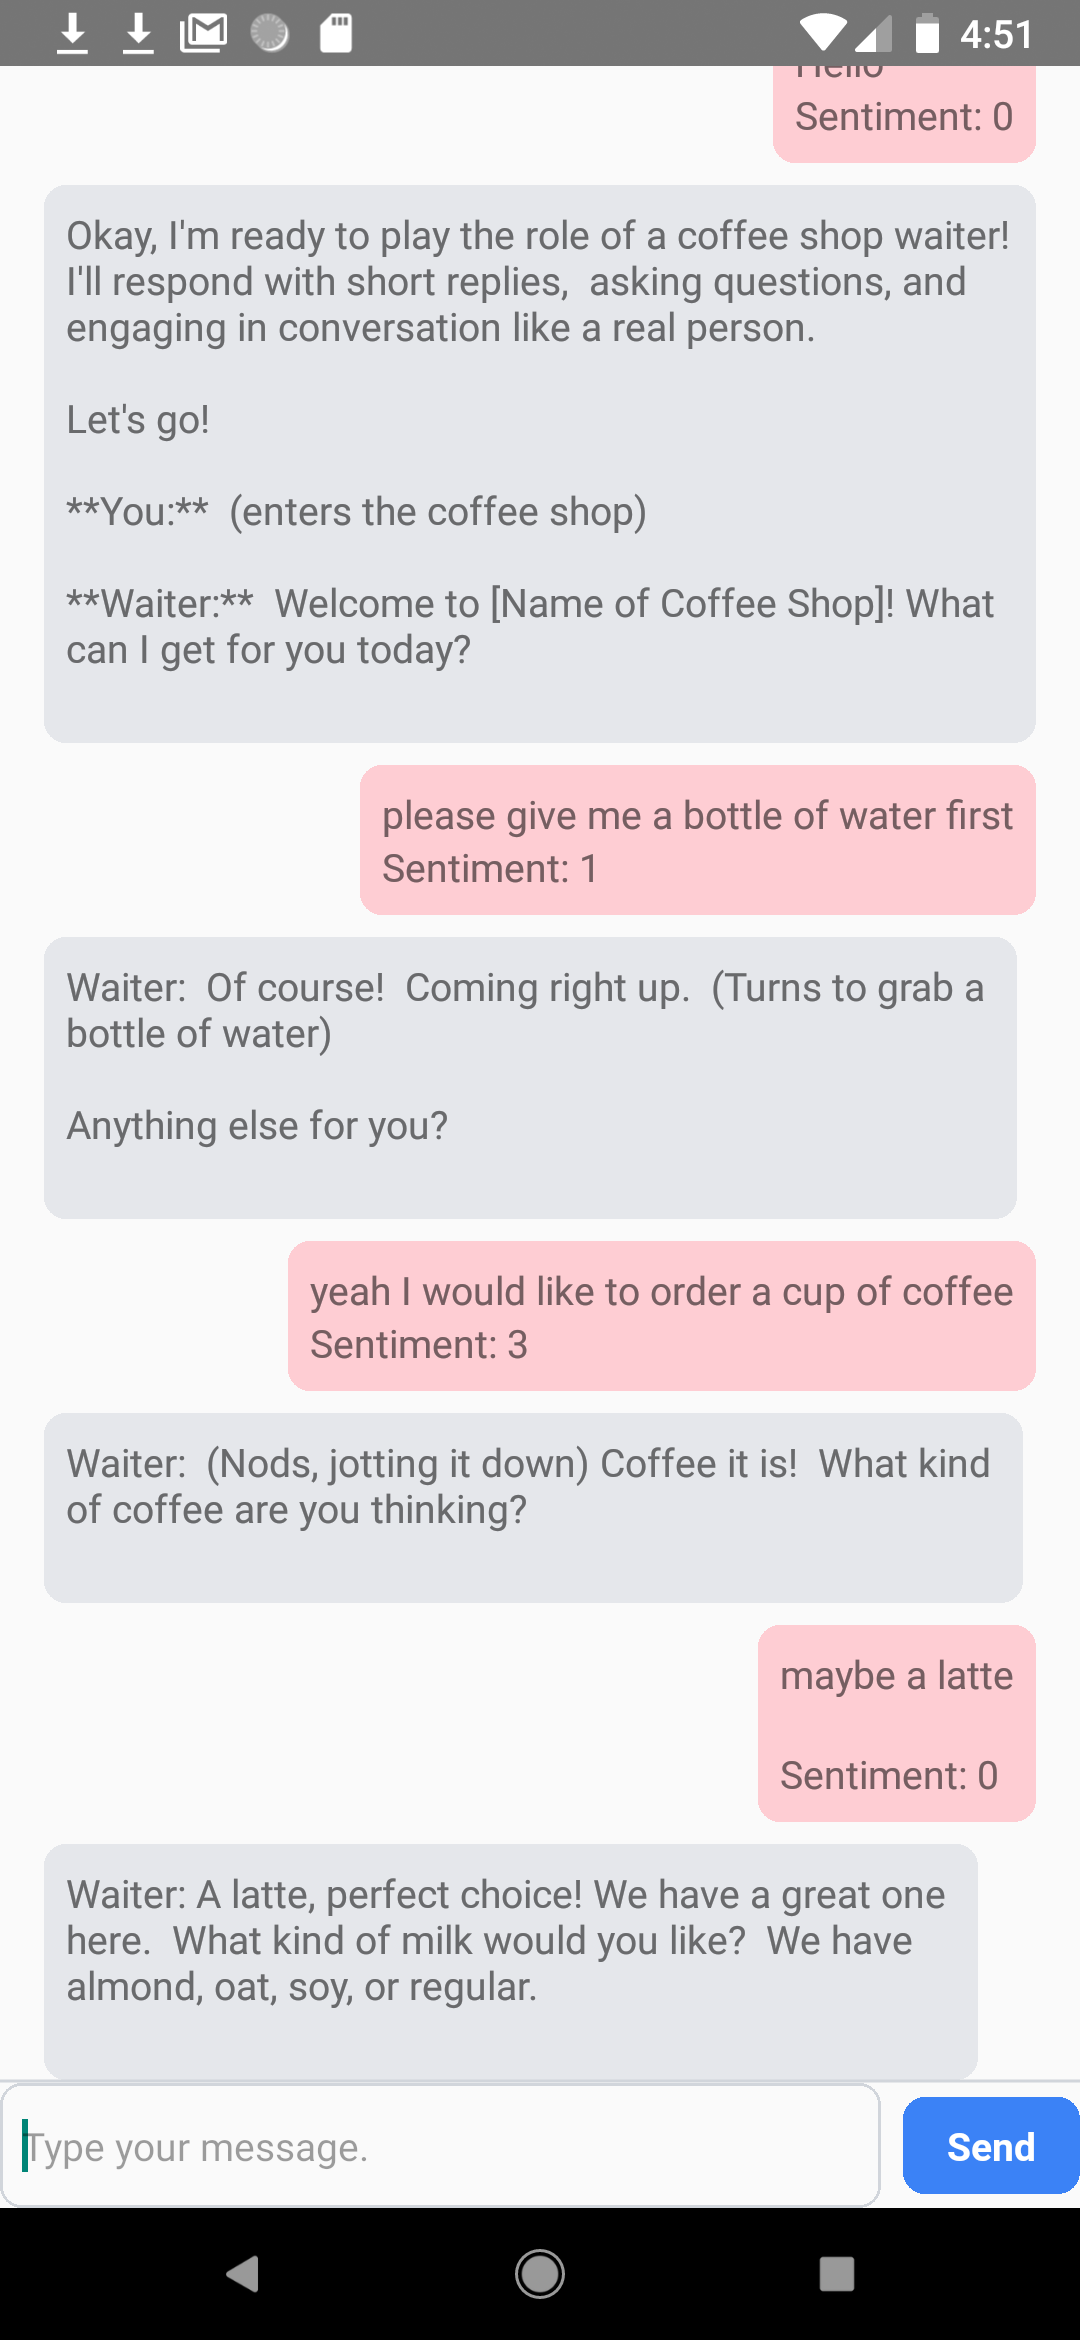 4:51
Hello
Sentiment: 0
Okay, I'm ready to play the role of a coffee shop waiter!
I'll respond with short replies,  asking questions, and
engaging in conversation like a real person.
Let's go!
**You:**  (enters the coffee shop)
**Waiter:**  Welcome to [Name of Coffee Shop]! What
can I get for you today?
please give me a bottle of water first
Sentiment: 1
Waiter:  Of course!  Coming right up.  (Turns to grab a
bottle of water)
Anything else for you?
yeah I would like to order a cup of coffee
Sentiment: 3
Waiter:  (Nods, jotting it down) Coffee it is!  What kind
of coffee are you thinking?
maybe a latte
Sentiment: 0
Waiter: A latte, perfect choice! We have a great one
here.  What kind of milk would you like?  We have
almond, oat, soy, or regular.
Type your message.
Send